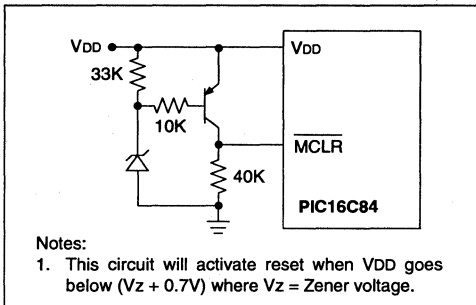 VDD
VDD
33K
10K
MCLR
40K
PIC16C84
Notes:
1. This circuit will activate reset when VDD goes
below (Vz + 0.7V) where Vz = Zener voltage.